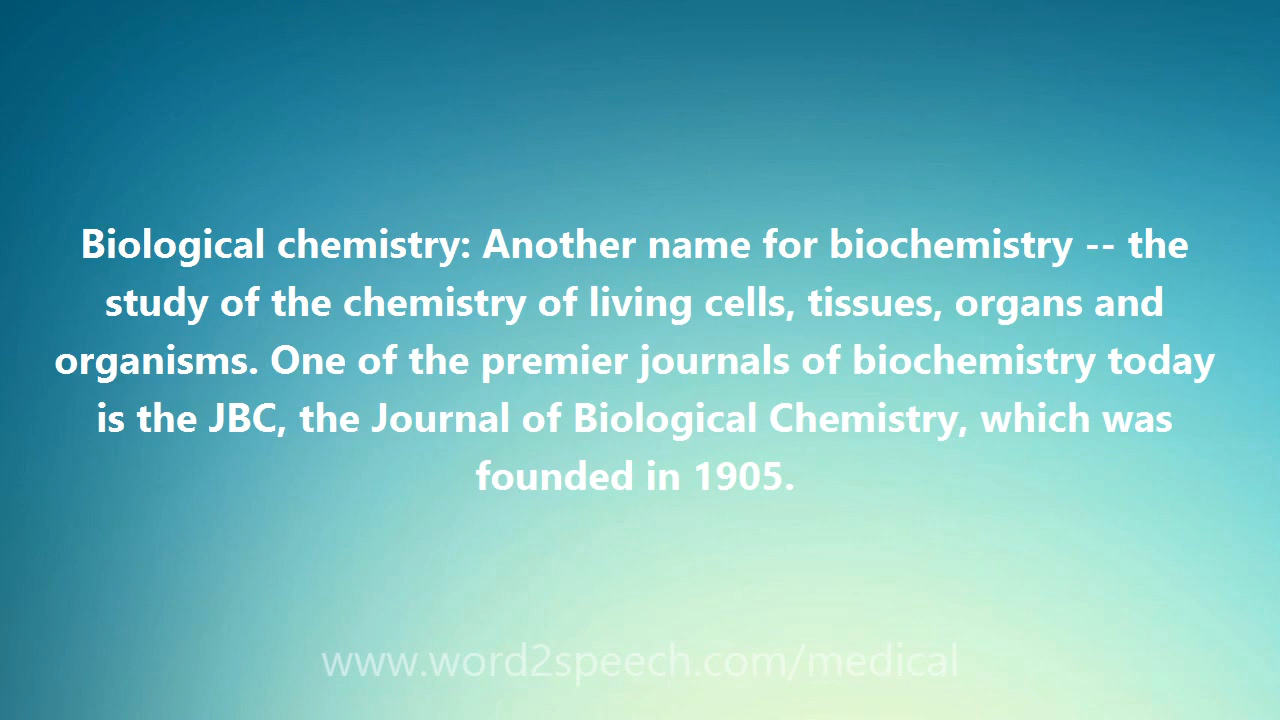 Biological chemistry: Another name for biochemistry -- the
study of the chemistry of living cells, tissues, organs and
organisms. One of the premier journals of biochemistry today
is the JBC, the Journal of Biological Chemistry, which was
founded in 1905.
www.word2speech.com/medical